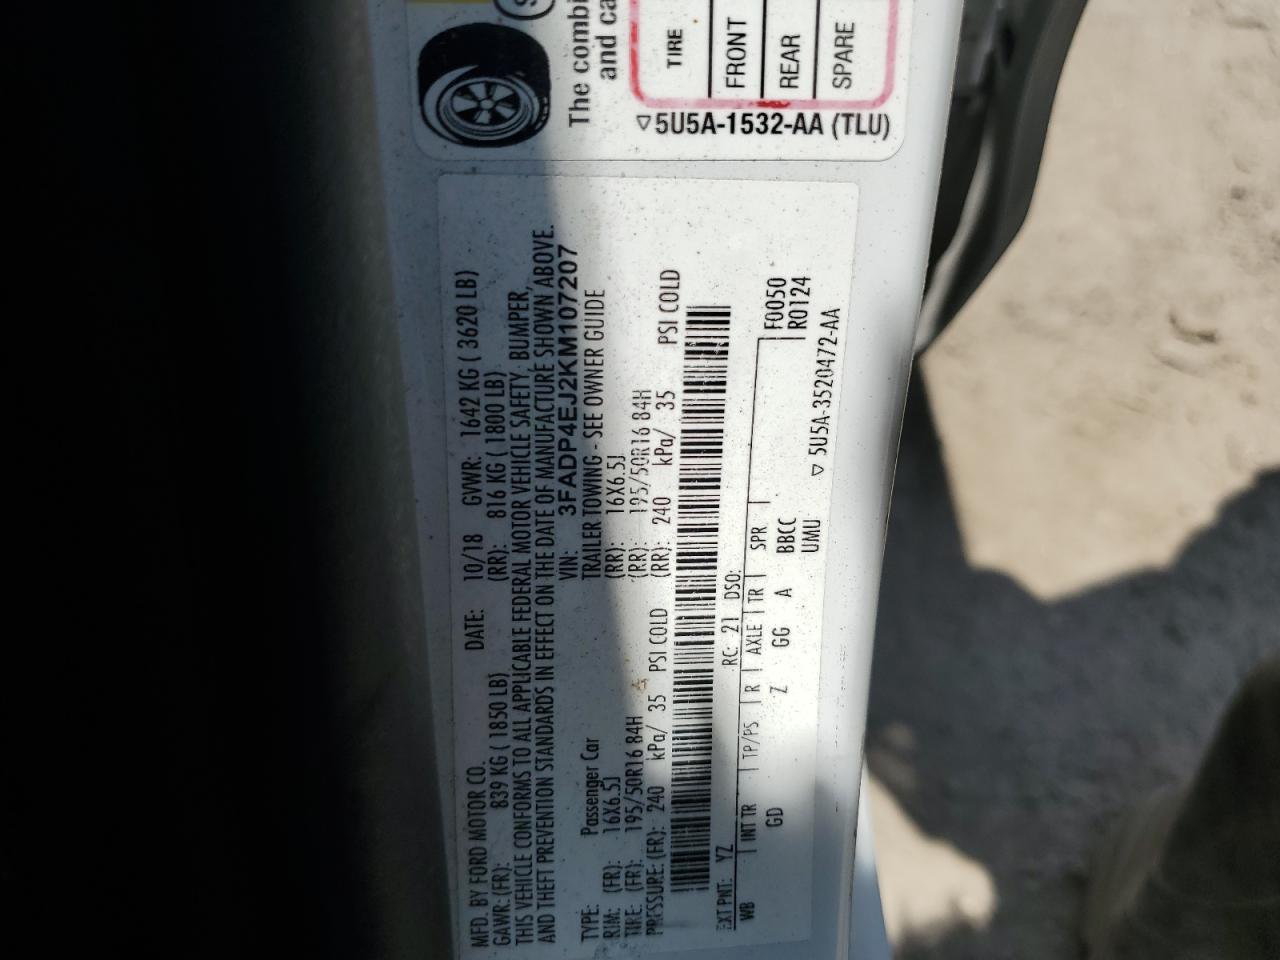 The combi
and ca
TIRE
FRONT
REAR
SPARE
5U5A-1532-AA (TLU)
MFD. BY FORD MOTOR CO. DATE: 10/18 GVWR: 1642 KG ( 3620 LB)
GAWR:(FR): 839 KG ( 1850 LB) (RR): 816 KG ( 1800 LB)
THIS VEHICLE CONFORMS TO ALL APPLICABLE FEDERAL MOTOR VEHICLE SAFETY, BUMPER,
AND THEFT PREVENTION STANDARDS IN EFFECT ON THE DATE OF MANUFACTURE SHOWN ABOVE.
VIN: 3FADP4EJ2KM107207
TYPE: Passenger Car TRAILER TOWING - SEE OWNER GUIDE
RIM: (FR): 16X6.5J (RR): 16X6.5J
TIRE: (FR): 195/50R16 84H (RR): 195/50R16 84H
PRESSURE: (FR): 240 kPa/ 35 PSI COLD (RR): 240 kPa/ 35 PSI COLD
EXT PNT: YZ RC: 21 DSO:
WB INT TR TP/PS R AXLE TR SPR F0050
GD Z GG A BBCC R0124
UMU 5U5A-3520472-AA